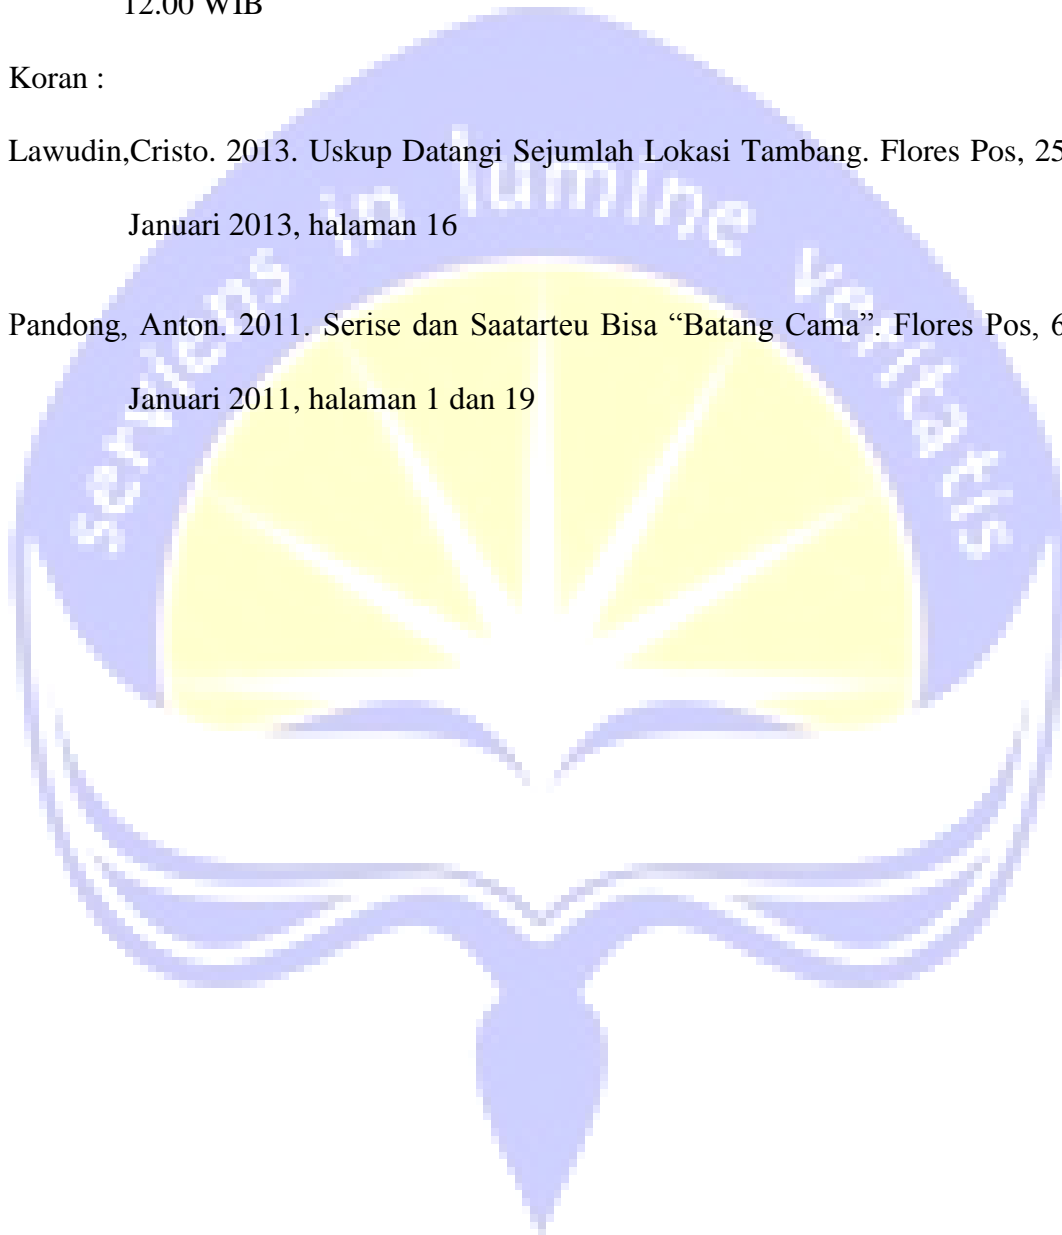 12.00 WIB
Koran :
Lawudin,Cristo. 2013. Uskup Datangi Sejumlah Lokasi Tambang. Flores Pos, 25
Januari 2013, halaman 16
Pandong, Anton. 2011. Serise dan Saatarteu Bisa “Batang Cama”. Flores Pos, 6
Januari 2011, halaman 1 dan 19
serviens in lumine veritatis